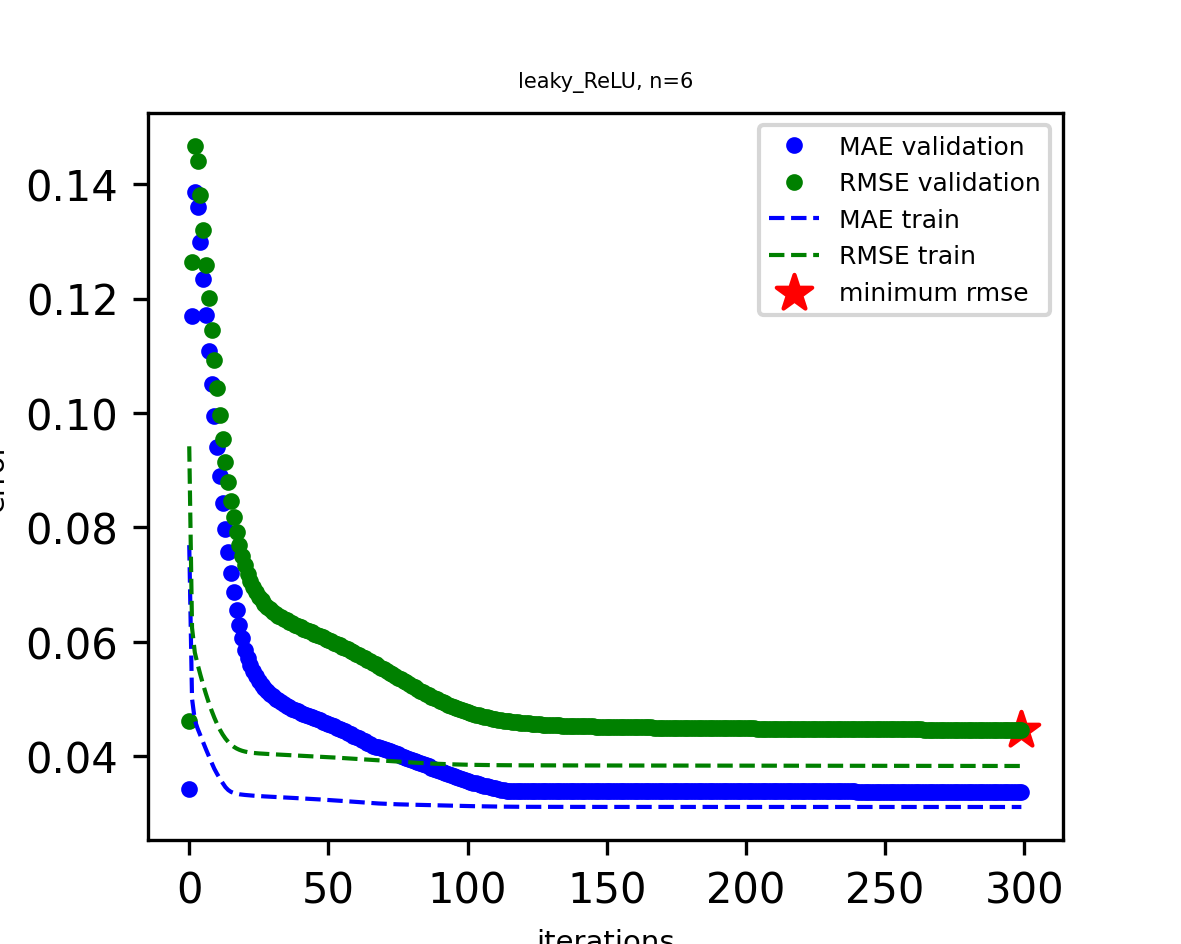 leaky_ReLU, n=6
MAE validation
RMSE validation
MAE train
RMSE train
minimum rmse
0.14
0.12
0.10
0.08
0.06
0.04
0 50 100 150 200 250 300
iterations